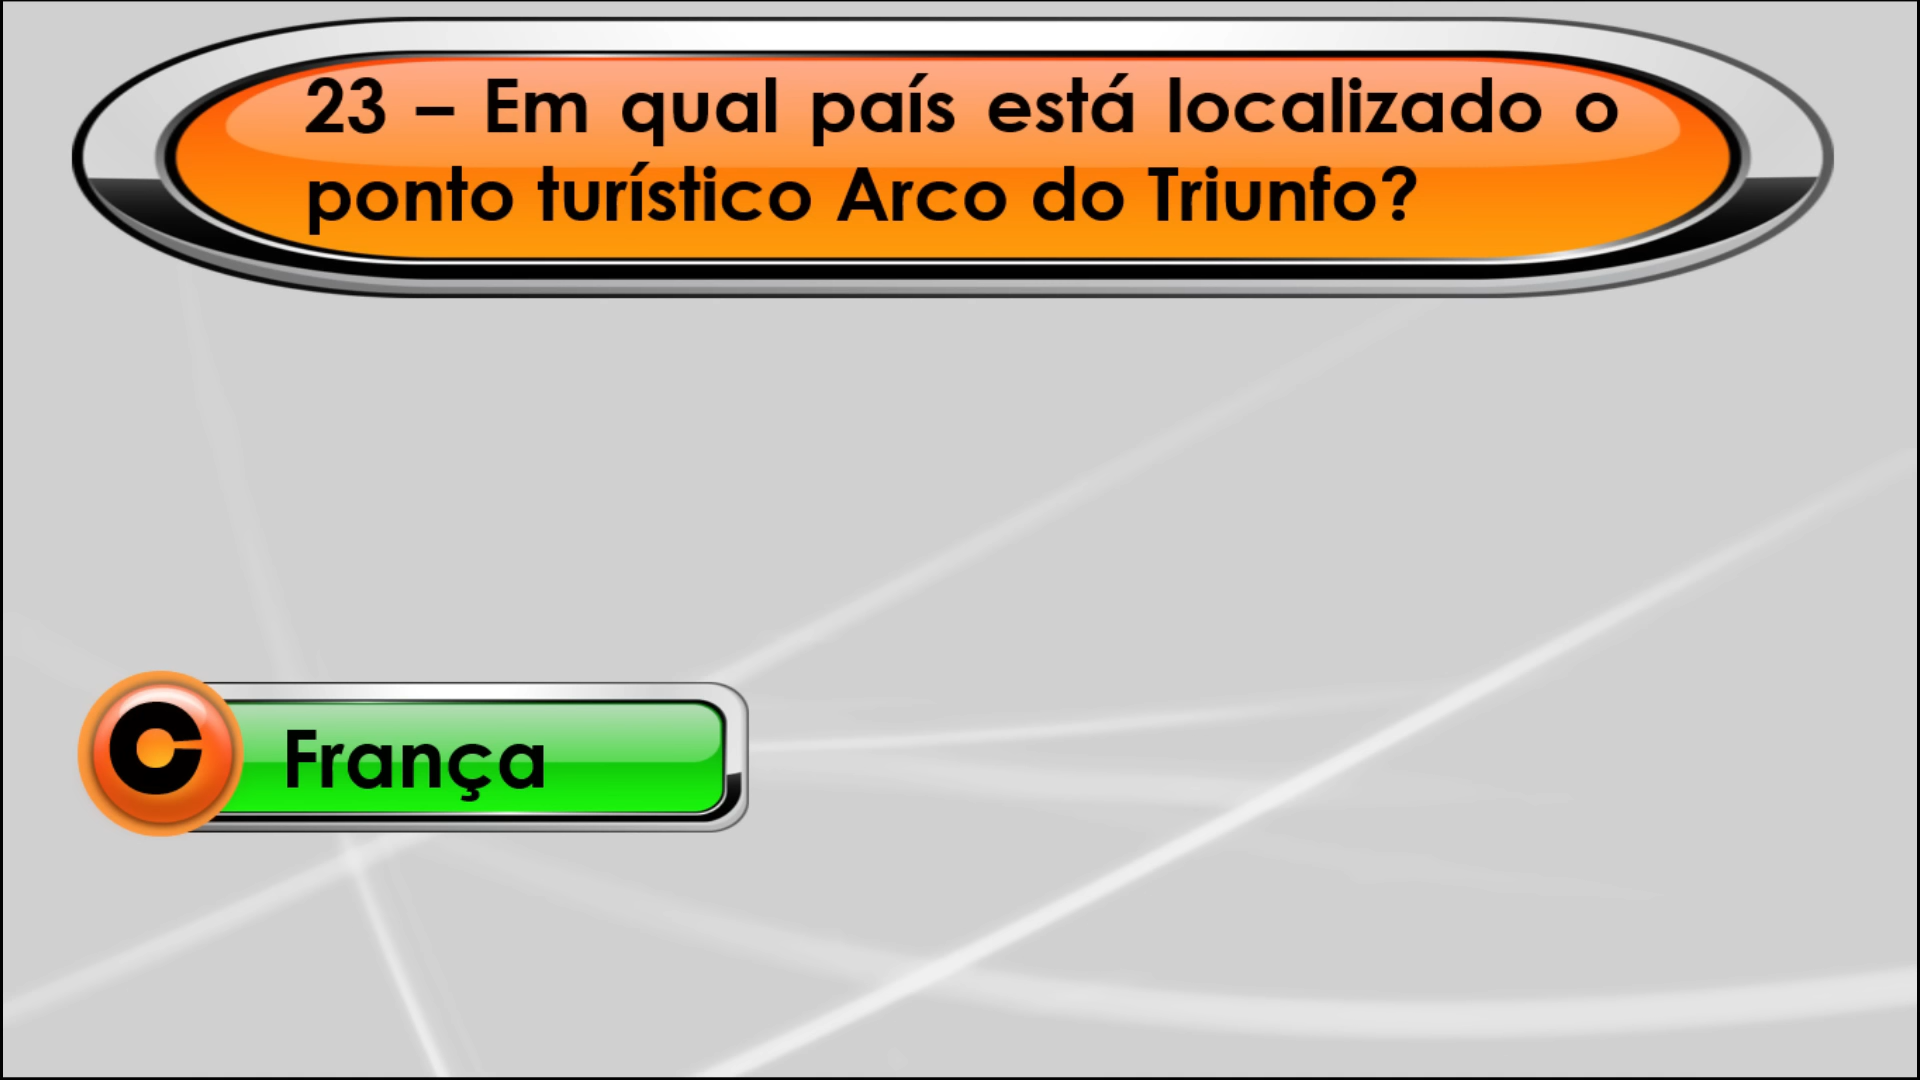 23 – Em qual país está localizado o
ponto turístico Arco do Triunfo?
C França